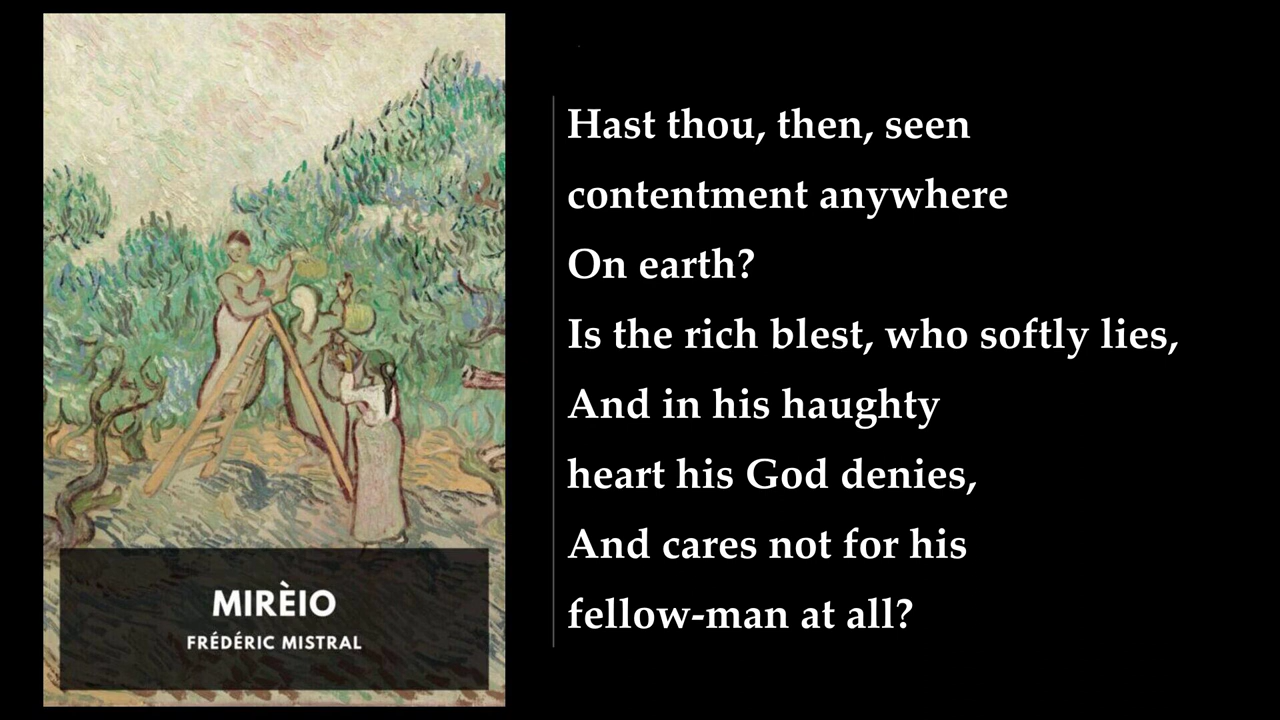 MIRÈIO
FRÉDÉRIC MISTRAL
Hast thou, then, seen
contentment anywhere
On earth?
Is the rich blest, who softly lies,
And in his haughty
heart his God denies,
And cares not for his
fellow-man at all?